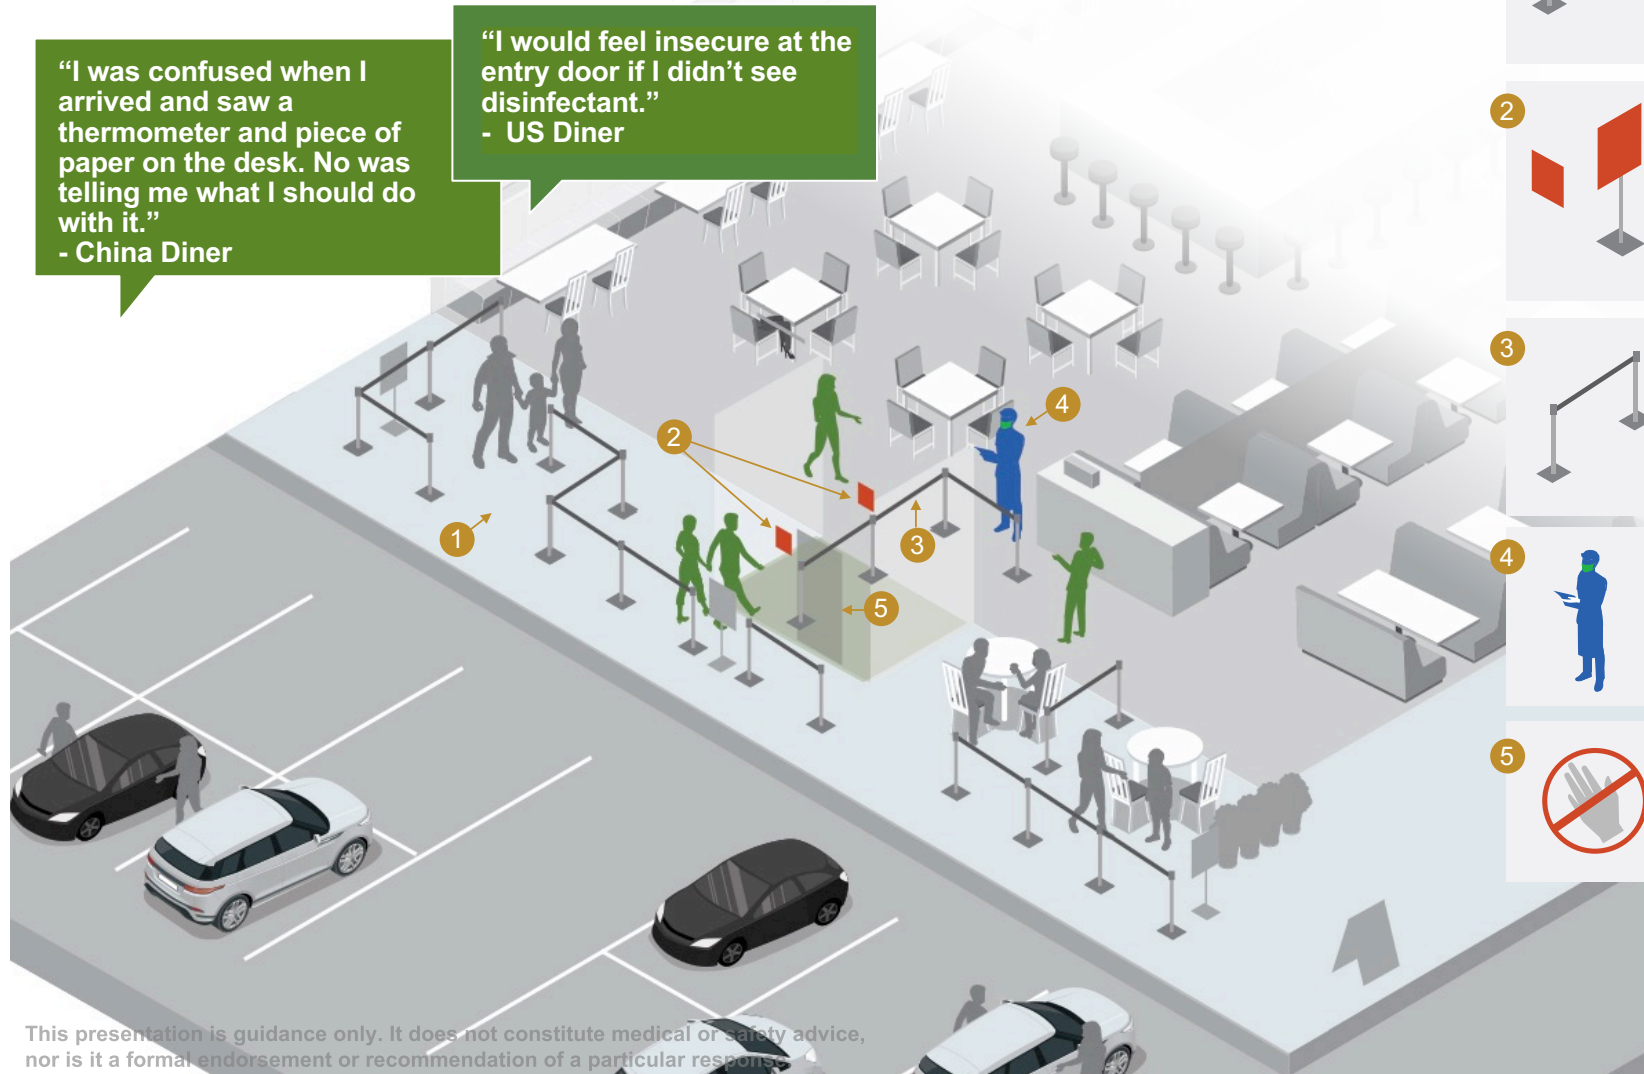 “I was confused when I
arrived and saw a
thermometer and piece of
paper on the desk. No was
telling me what I should do
with it.”
- China Diner
“I would feel insecure at the
entry door if I didn’t see
disinfectant.”
- US Diner
2
3
4
5
1
2
3
4
5
This presentation is guidance only. It does not constitute medical or safety advice,
nor is it a formal endorsement or recommendation of a particular response